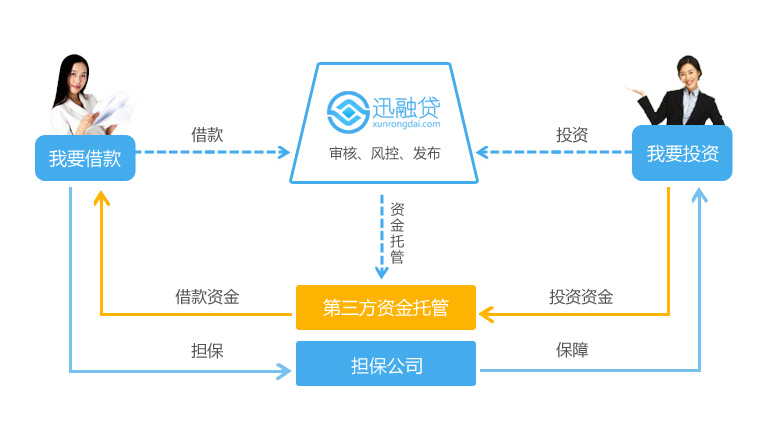 迅融贷
xunrongdai.com
审核、风控、发布
借款
投资
我要借款
我要投资
资金托管
借款资金
第三方资金托管
投资资金
担保
担保公司
保障